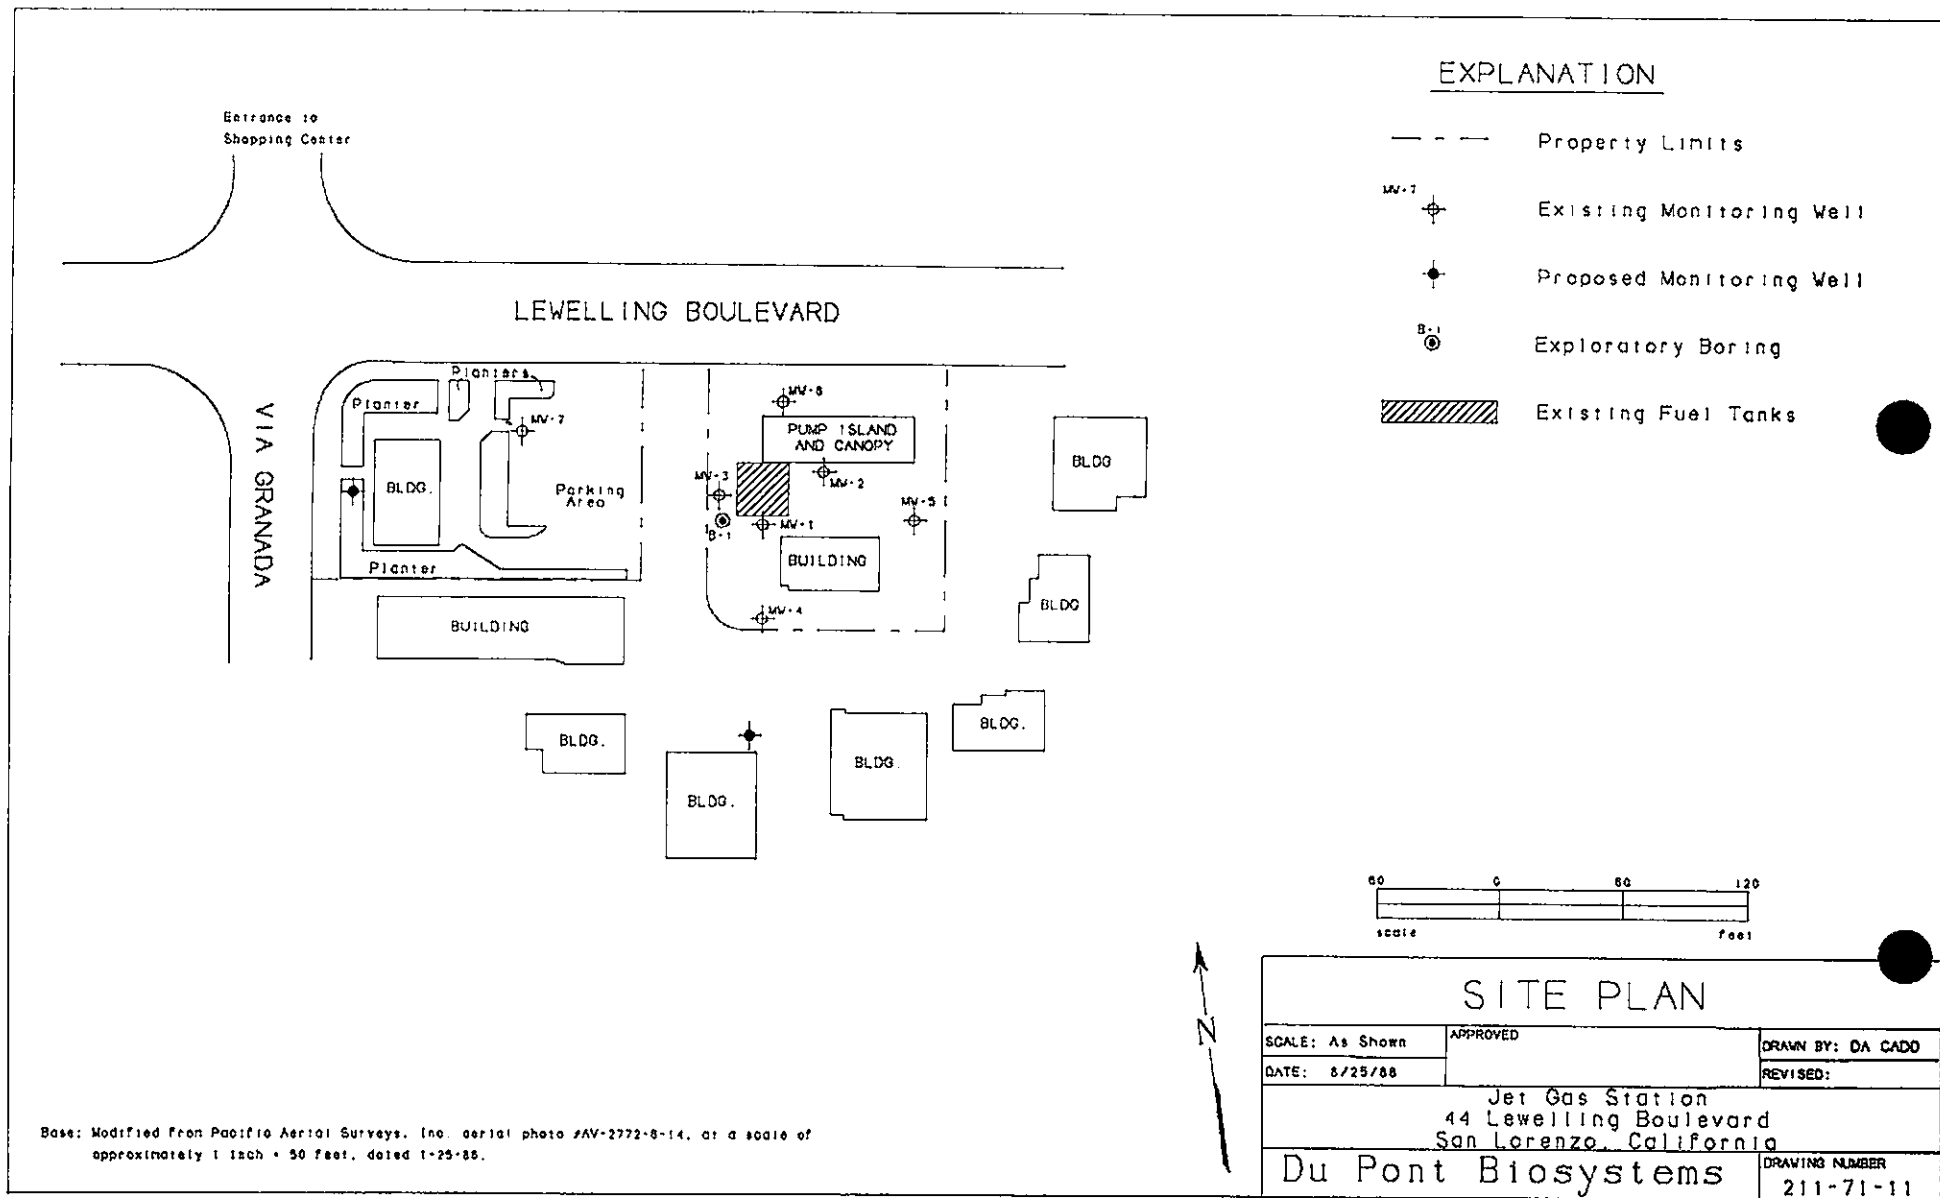 EXPLANATION
Property Limits
MW-7
Existing Monitoring Well
Proposed Monitoring Well
B-1
Exploratory Boring
Existing Fuel Tanks
Entrance to
Shopping Center
LEWELLING BOULEVARD
VIA GRANADA
Planters
Planter
MW-7
BLDG.
Parking
Area
Planter
BUILDING
MW-6
PUMP ISLAND
AND CANOPY
MW-3
MW-2
MW-5
B-1
MW-1
BUILDING
MW-4
BLDG
BLDG
BLDG.
BLDG.
BLDG.
BLDG.
60 0 60 120
scale feet
N
SITE PLAN
SCALE: As Shown
APPROVED
DRAWN BY: DA CADD
DATE: 8/25/88
REVISED:
Jet Gas Station
44 Lewelling Boulevard
San Lorenzo, California
Du Pont Biosystems
DRAWING NUMBER
211-71-11
Base: Modified from Pacific Aerial Surveys, Inc. aerial photo #AV-2772-8-14, at a scale of
approximately 1 inch = 50 feet, dated 1-25-86.